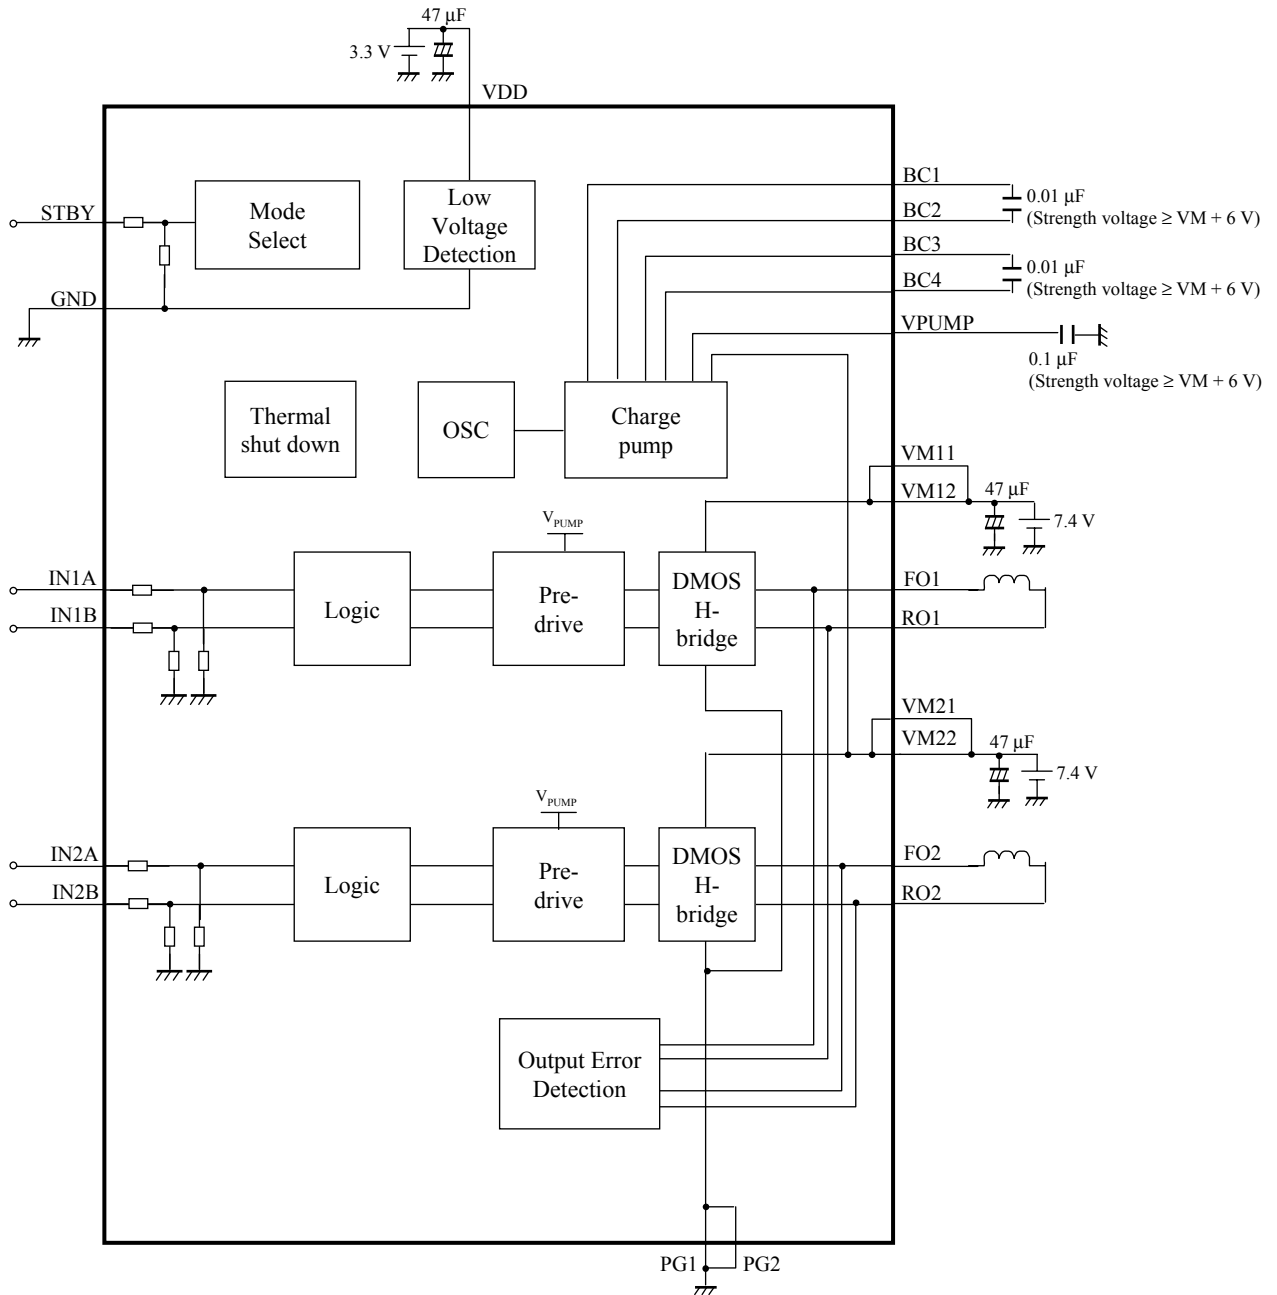 47 µF
3.3 V
VDD
BC1
0.01 µF
(Strength voltage ≥ VM + 6 V)
BC2
STBY
Mode
Select
Low
Voltage
Detection
BC3
0.01 µF
(Strength voltage ≥ VM + 6 V)
BC4
GND
VPUMP
0.1 µF
(Strength voltage ≥ VM + 6 V)
Thermal
shut down
OSC
Charge
pump
VM11
VM12
47 µF
7.4 V
VPUMP
IN1A
IN1B
Logic
Pre-
drive
DMOS
H-
bridge
FO1
RO1
VM21
VM22
47 µF
7.4 V
VPUMP
IN2A
IN2B
Logic
Pre-
drive
DMOS
H-
bridge
FO2
RO2
Output Error
Detection
PG1
PG2